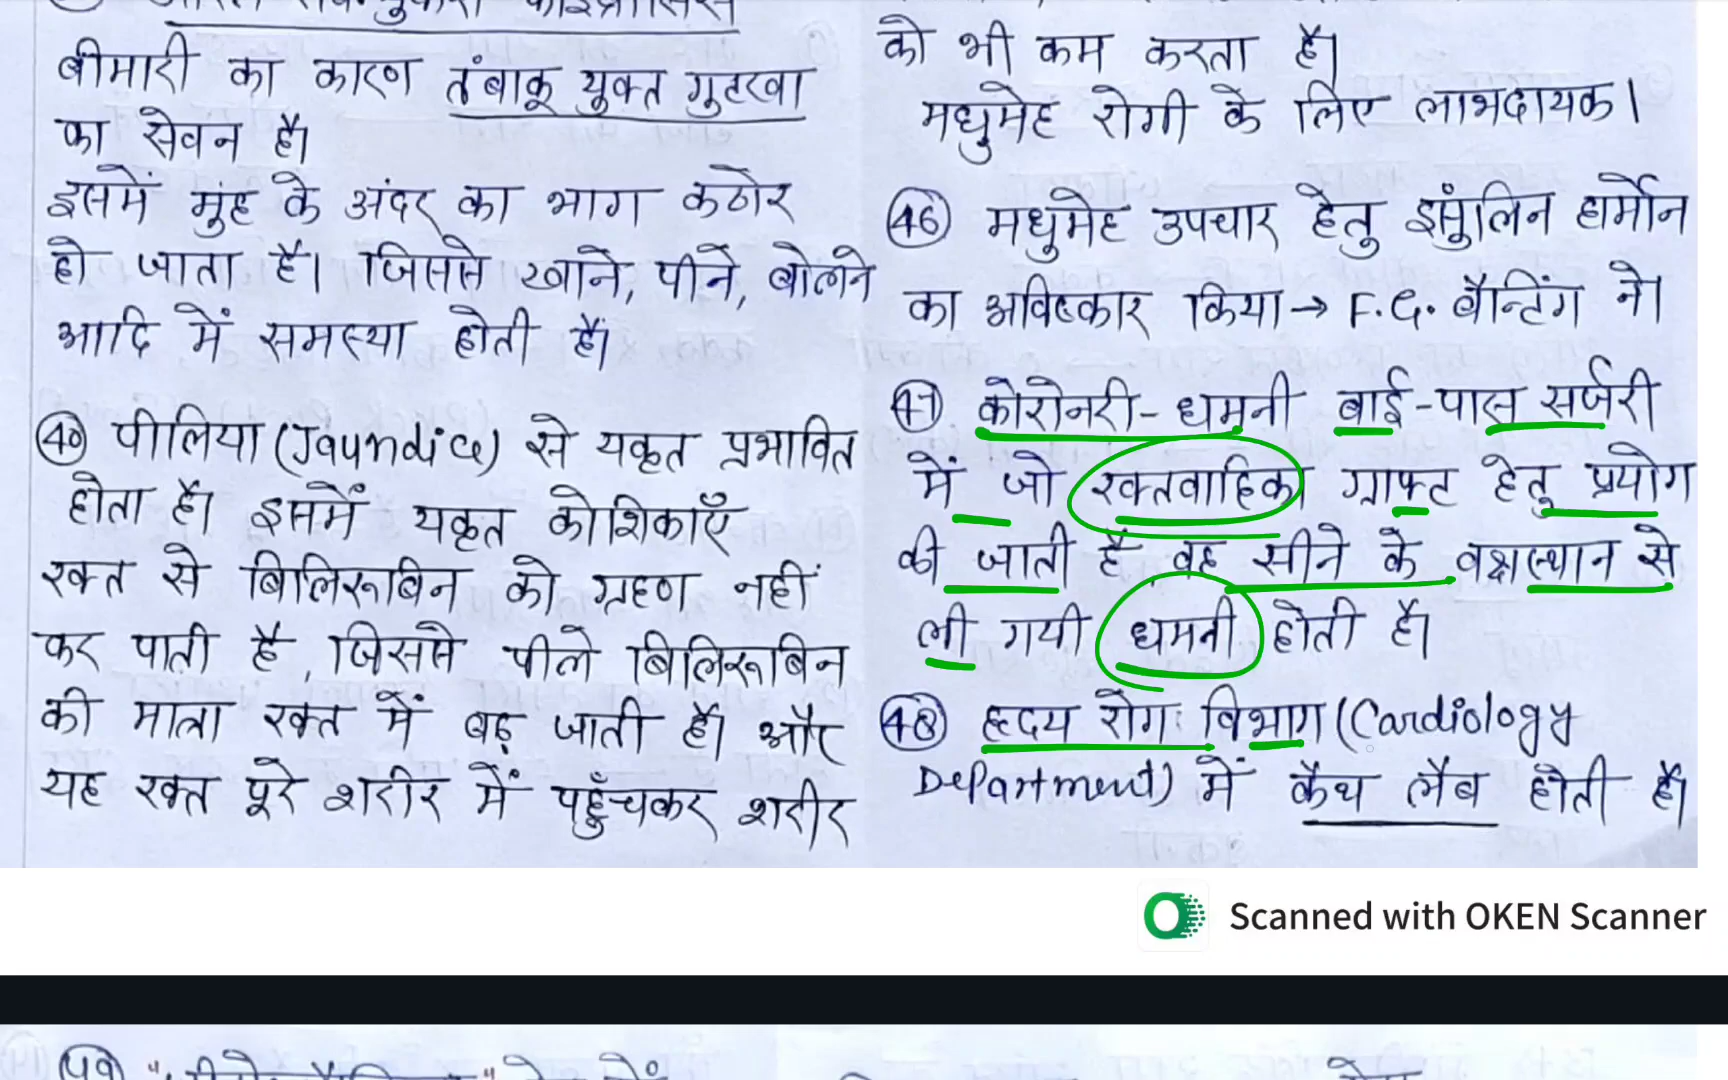 बीमारी का कारण तंबाकू युक्त गुटखा
का सेवन है।
इसमें मुंह के अंदर का भाग कठोर
हो जाता है। जिससे खाने, पीने, बोलने
आदि में समस्या होती है।
40 पीलिया (Jaundice) से यकृत प्रभावित
होता है। इसमें यकृत कोशिकाएँ
रक्त से बिलिरूबिन को ग्रहण नहीं
कर पाती है, जिससे पीले बिलिरूबिन
की मात्रा रक्त में बढ़ जाती है। और
यह रक्त पूरे शरीर में पहुँचकर शरीर
को भी कम करता है।
मधुमेह रोगी के लिए लाभदायक।
46 मधुमेह उपचार हेतु इंसुलिन हार्मोन
का अविष्कार किया → F.G. बैन्टिंग ने।
47 कोरोनरी-धमनी बाई-पास सर्जरी
में जो रक्तवाहिका ग्राफ्ट हेतु प्रयोग
की जाती है वह सीने के वक्षस्थान से
ली गयी धमनी होती है।
48 हृदय रोग विभाग (Cardiology
Department) में कैथ लैब होती है।
Scanned with OKEN Scanner